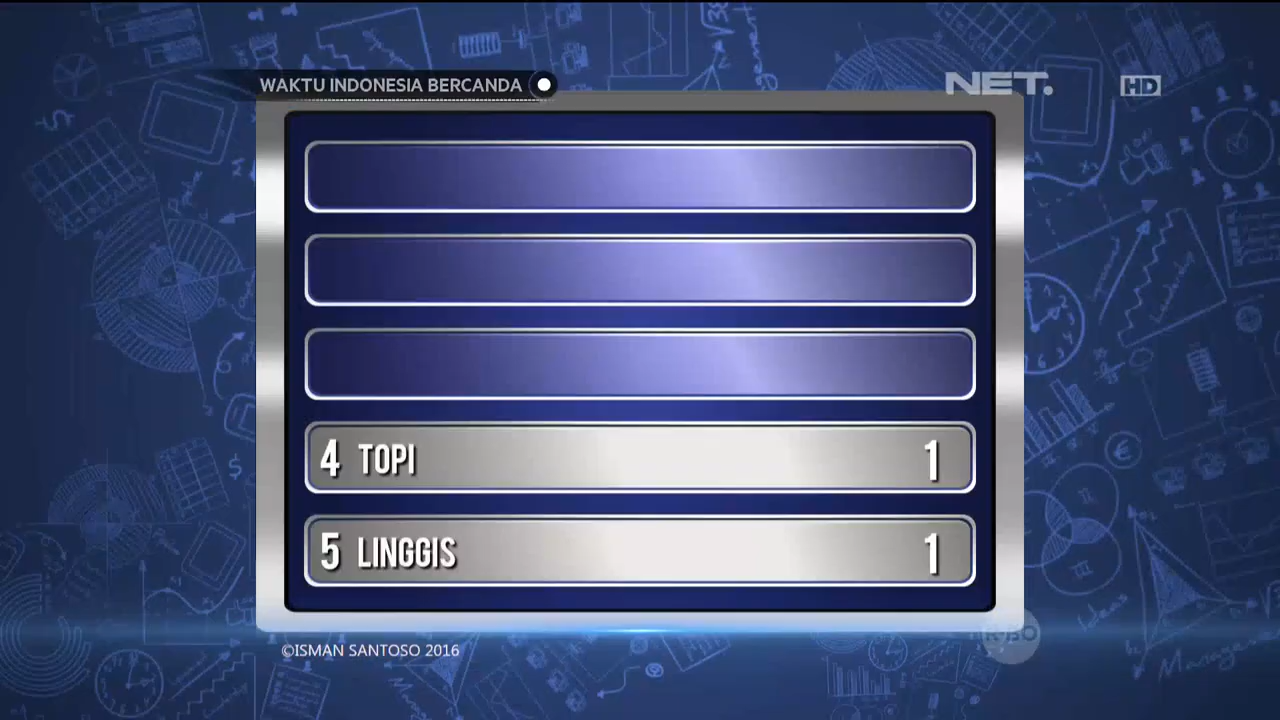 WAKTU INDONESIA BERCANDA
NET.
HD
4 TOPI 1
5 LINGGIS 1
©ISMAN SANTOSO 2016